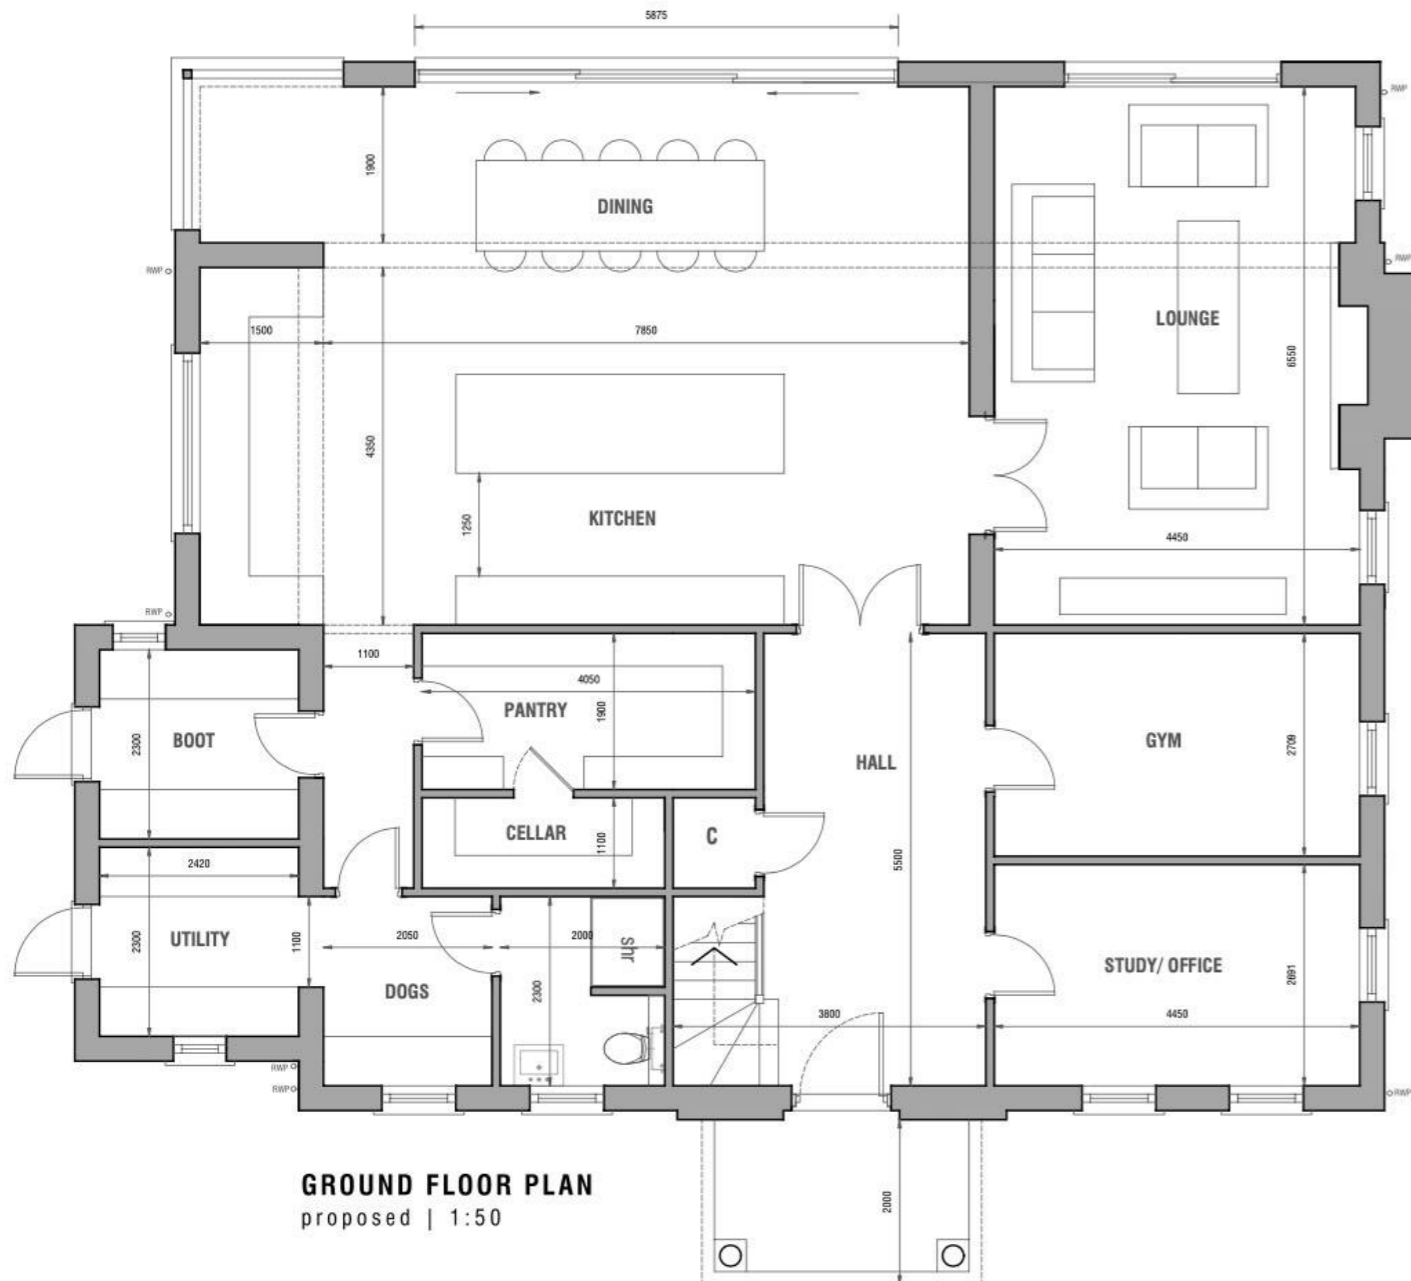 5875
RWP
1900
DINING
RWP
RWP
LOUNGE
1500
7850
6550
4350
1250
KITCHEN
4450
RWP
1100
4050
PANTRY
1900
BOOT
2300
HALL
GYM
2709
CELLAR
1100
C
2420
5500
UTILITY
2300
1100
2050
2000
shr
DOGS
2300
STUDY/ OFFICE
2691
3800
4450
RWP
RWP
RWP
2000
GROUND FLOOR PLAN
proposed | 1:50